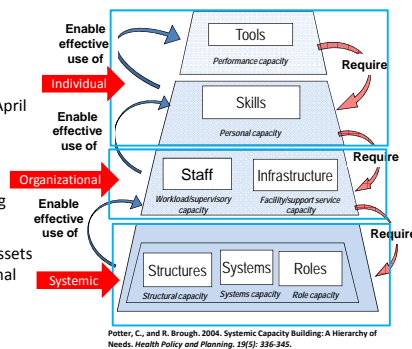 Enable
effective
use of
Tools
Performance capacity
Require
Individual
April
Skills
Personal capacity
Enable
effective
use of
Require
Organizational
Staff
Infrastructure
Workload/supervisory
capacity
Facility/support service
capacity
g
Enable
effective
use of
Require
ssets
nal
Systemic
Structures
Systems
Roles
Structural capacity
Systems capacity
Role capacity
Potter, C., and R. Brough. 2004. Systemic Capacity Building: A Hierarchy of
Needs. Health Policy and Planning. 19(5): 336-345.